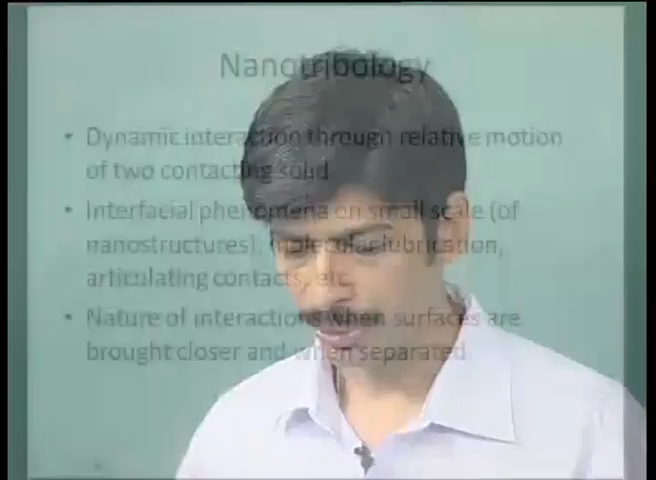 Nanotribology
• Dynamic interaction through relative motion
of two contacting solid
• Interfacial phenomena on small scale (of
nanostructures), (molecular lubrication,
articulating contacts, etc.
• Nature of interactions when surfaces are
brought closer and when separated